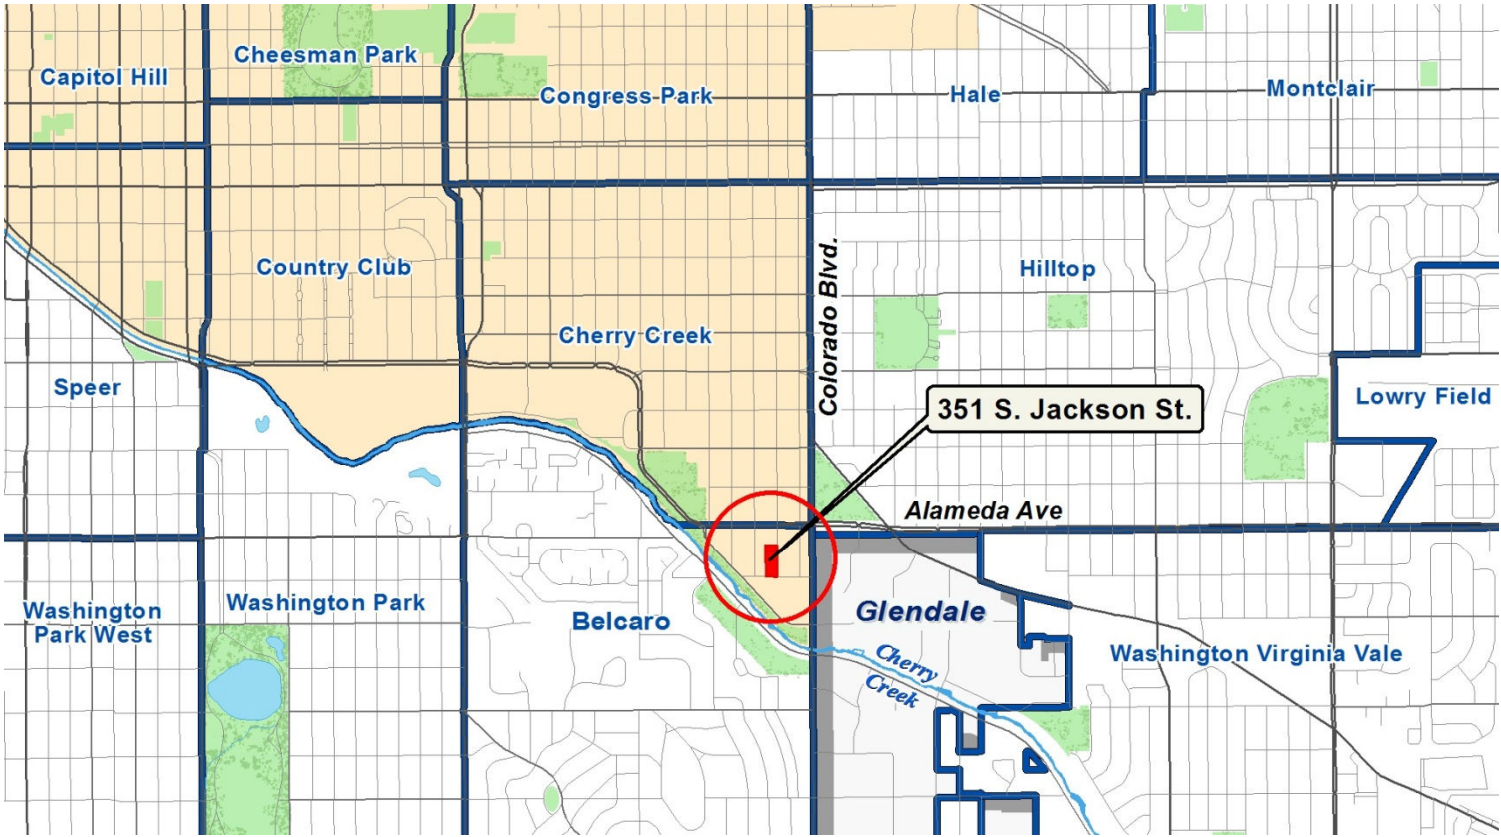 Cheesman Park
Capitol Hill
Congress Park
Hale
Montclair
Country Club
Hilltop
Colorado Blvd.
Cherry Creek
Speer
351 S. Jackson St.
Lowry Field
Alameda Ave
Washington
Park West
Washington Park
Belcaro
Glendale
Cherry
Creek
Washington Virginia Vale